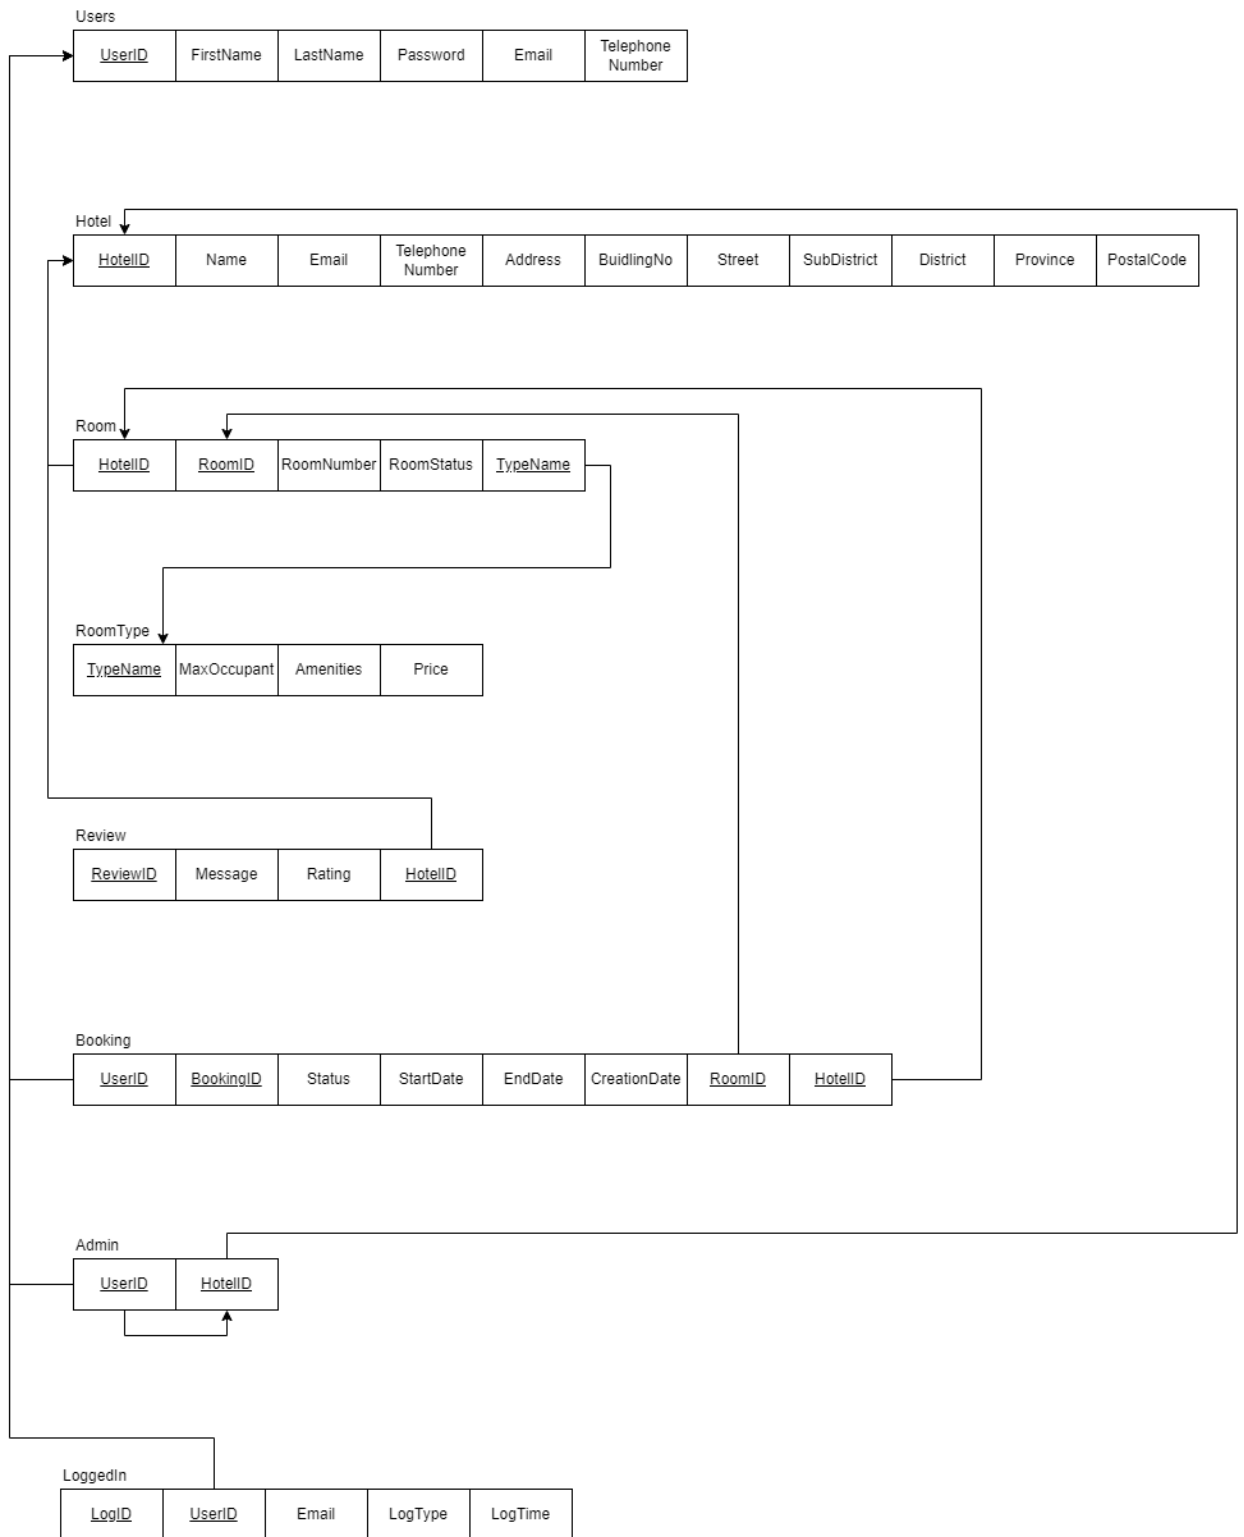 Users
UserID FirstName LastName Password Email Telephone Number
Hotel
HotelID Name Email Telephone Number Address BuidlingNo Street SubDistrict District Province PostalCode
Room
HotelID RoomID RoomNumber RoomStatus TypeName
RoomType
TypeName MaxOccupant Amenities Price
Review
ReviewID Message Rating HotelID
Booking
UserID BookingID Status StartDate EndDate CreationDate RoomID HotelID
Admin
UserID HotelID
LoggedIn
LogID UserID Email LogType LogTime